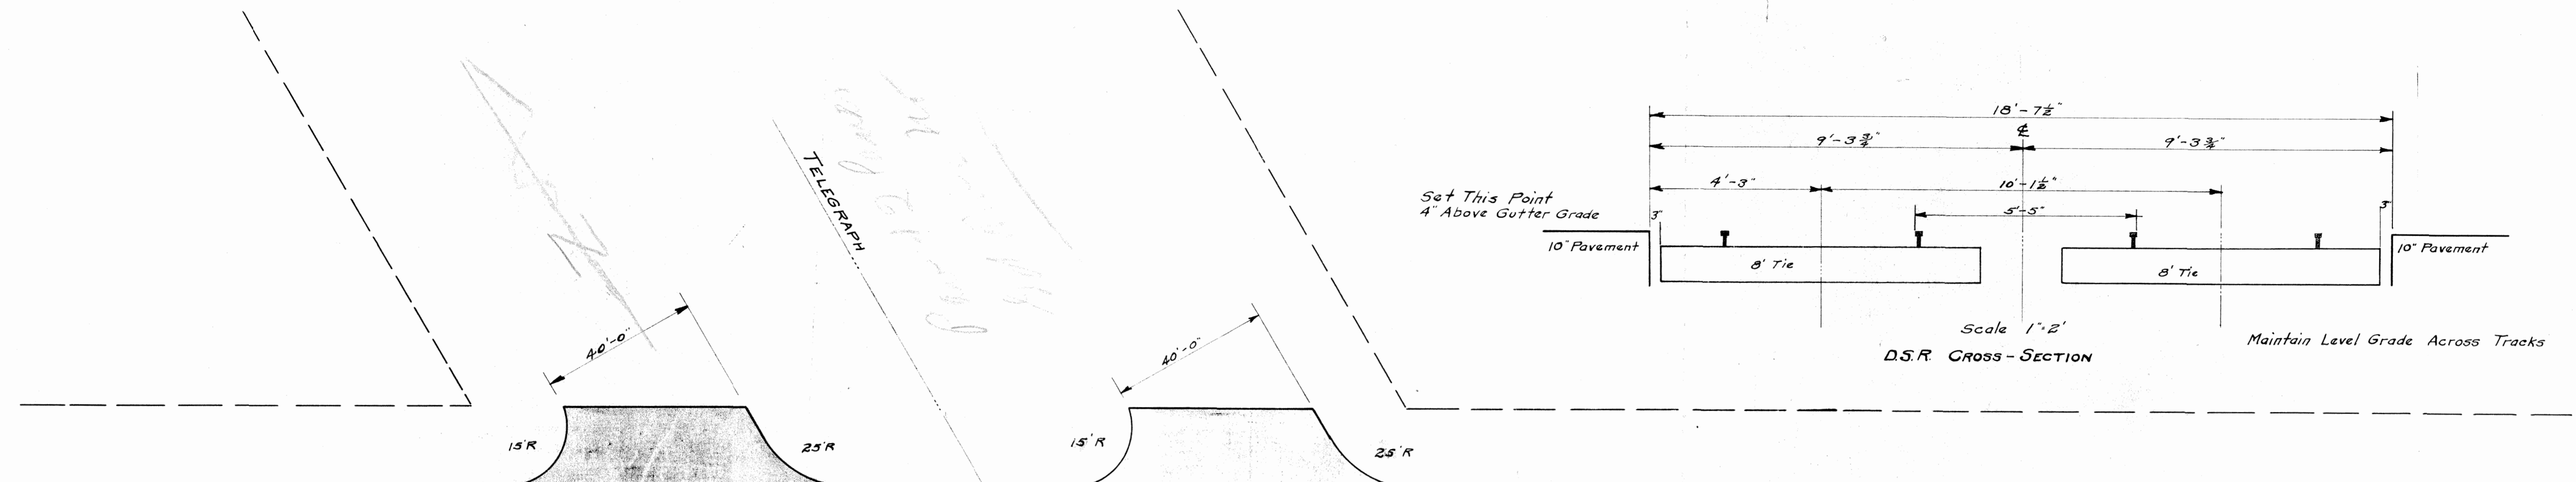 TELEGRAPH
40'-0"
15'R
25'R
40'-0"
15'R
25'R
18'-7½"
℄
9'-3¾"
9'-3¾"
4'-3"
10'-1½"
5'-5"
Set This Point
4" Above Gutter Grade
3"
3"
10" Pavement
8' Tie
8' Tie
10" Pavement
Scale 1"=2'
D.S.R. CROSS-SECTION
Maintain Level Grade Across Tracks